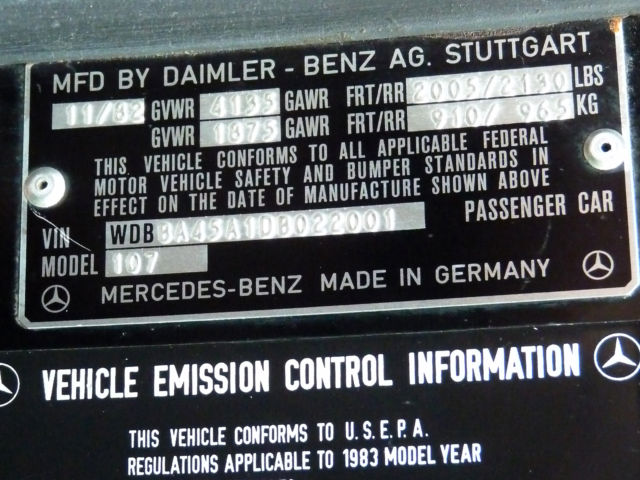 MFD BY DAIMLER - BENZ AG. STUTTGART
11/82 GVWR 4135 GAWR FRT/RR 2005/2130 LBS
GVWR 1875 GAWR FRT/RR 910/ 965 KG
THIS VEHICLE CONFORMS TO ALL APPLICABLE FEDERAL
MOTOR VEHICLE SAFETY AND BUMPER STANDARDS IN
EFFECT ON THE DATE OF MANUFACTURE SHOWN ABOVE
VIN WDBBA45A1DB022001 PASSENGER CAR
MODEL 107
MERCEDES-BENZ MADE IN GERMANY
VEHICLE EMISSION CONTROL INFORMATION
THIS VEHICLE CONFORMS TO U.S.E.P.A.
REGULATIONS APPLICABLE TO 1983 MODEL YEAR